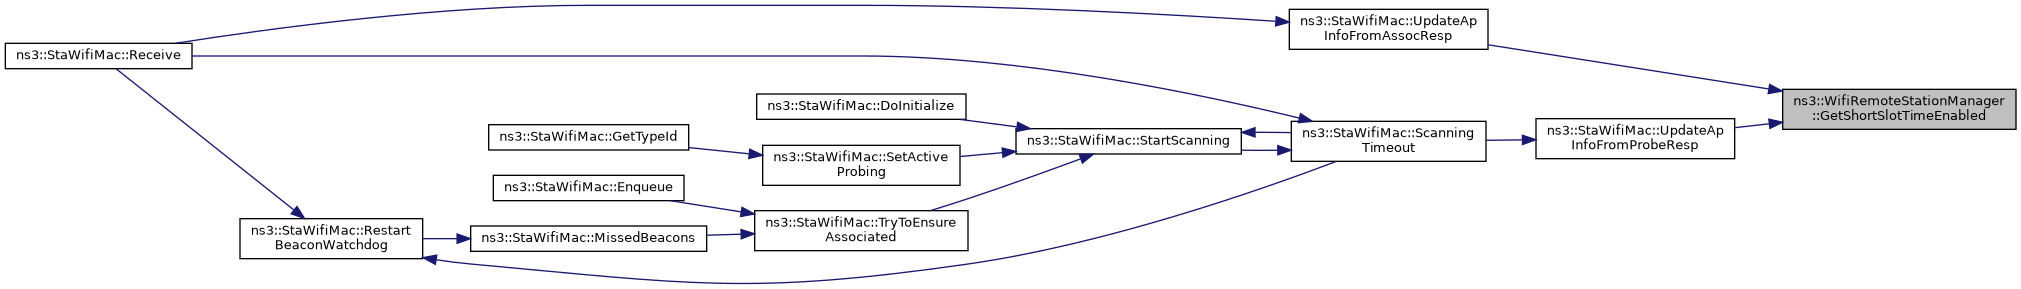 ns3::StaWifiMac::UpdateAp
InfoFromAssocResp
ns3::StaWifiMac::Receive
ns3::WifiRemoteStationManager
::GetShortSlotTimeEnabled
ns3::StaWifiMac::DoInitialize
ns3::StaWifiMac::GetTypeId
ns3::StaWifiMac::StartScanning
ns3::StaWifiMac::Scanning
Timeout
ns3::StaWifiMac::UpdateAp
InfoFromProbeResp
ns3::StaWifiMac::SetActive
Probing
ns3::StaWifiMac::Enqueue
ns3::StaWifiMac::TryToEnsure
Associated
ns3::StaWifiMac::Restart
BeaconWatchdog
ns3::StaWifiMac::MissedBeacons